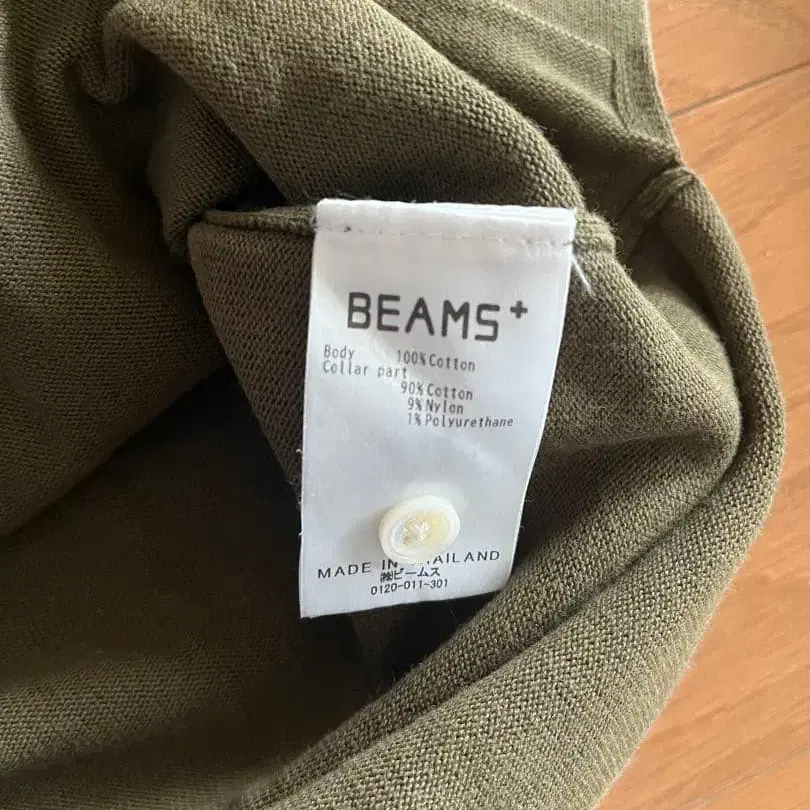 BEAMS+
Body 100%Cotton
Collar part
90%Cotton
9%Nylon
1%Polyurethane
MADE IN THAILAND
㈱ビームス
0120-011-301